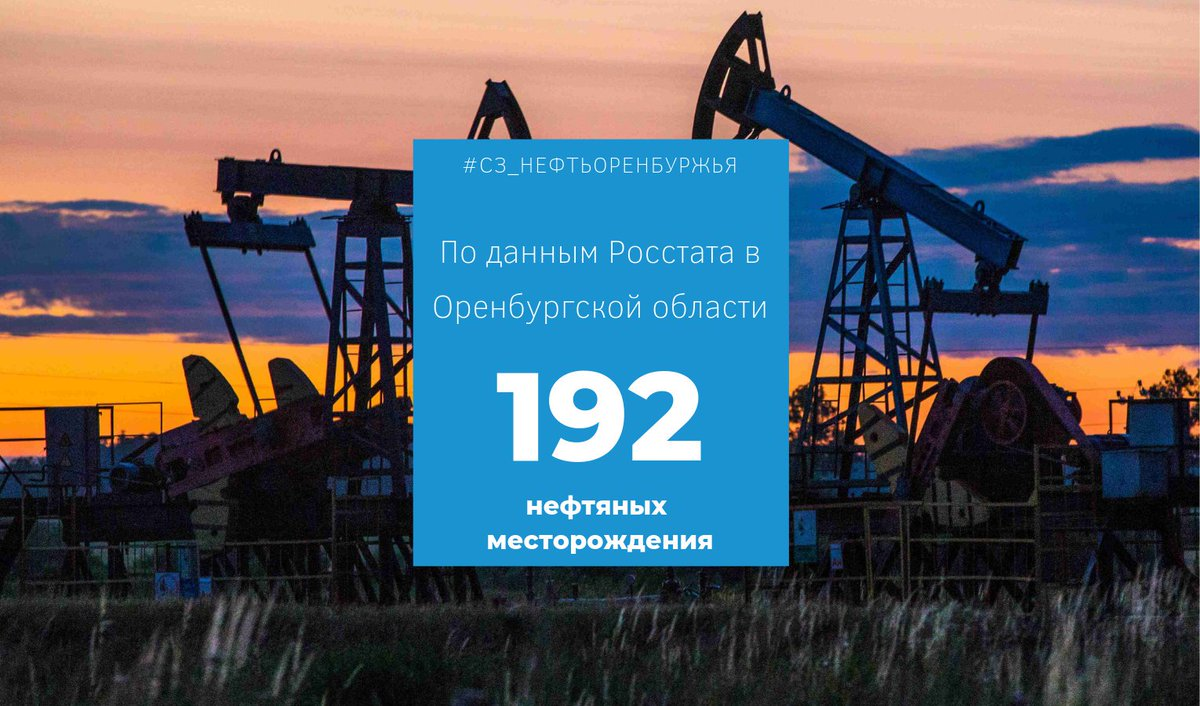 #СЗ_НЕФТЬОРЕНБУРЖЬЯ
По данным Росстата в
Оренбургской области
192
нефтяных
месторождения